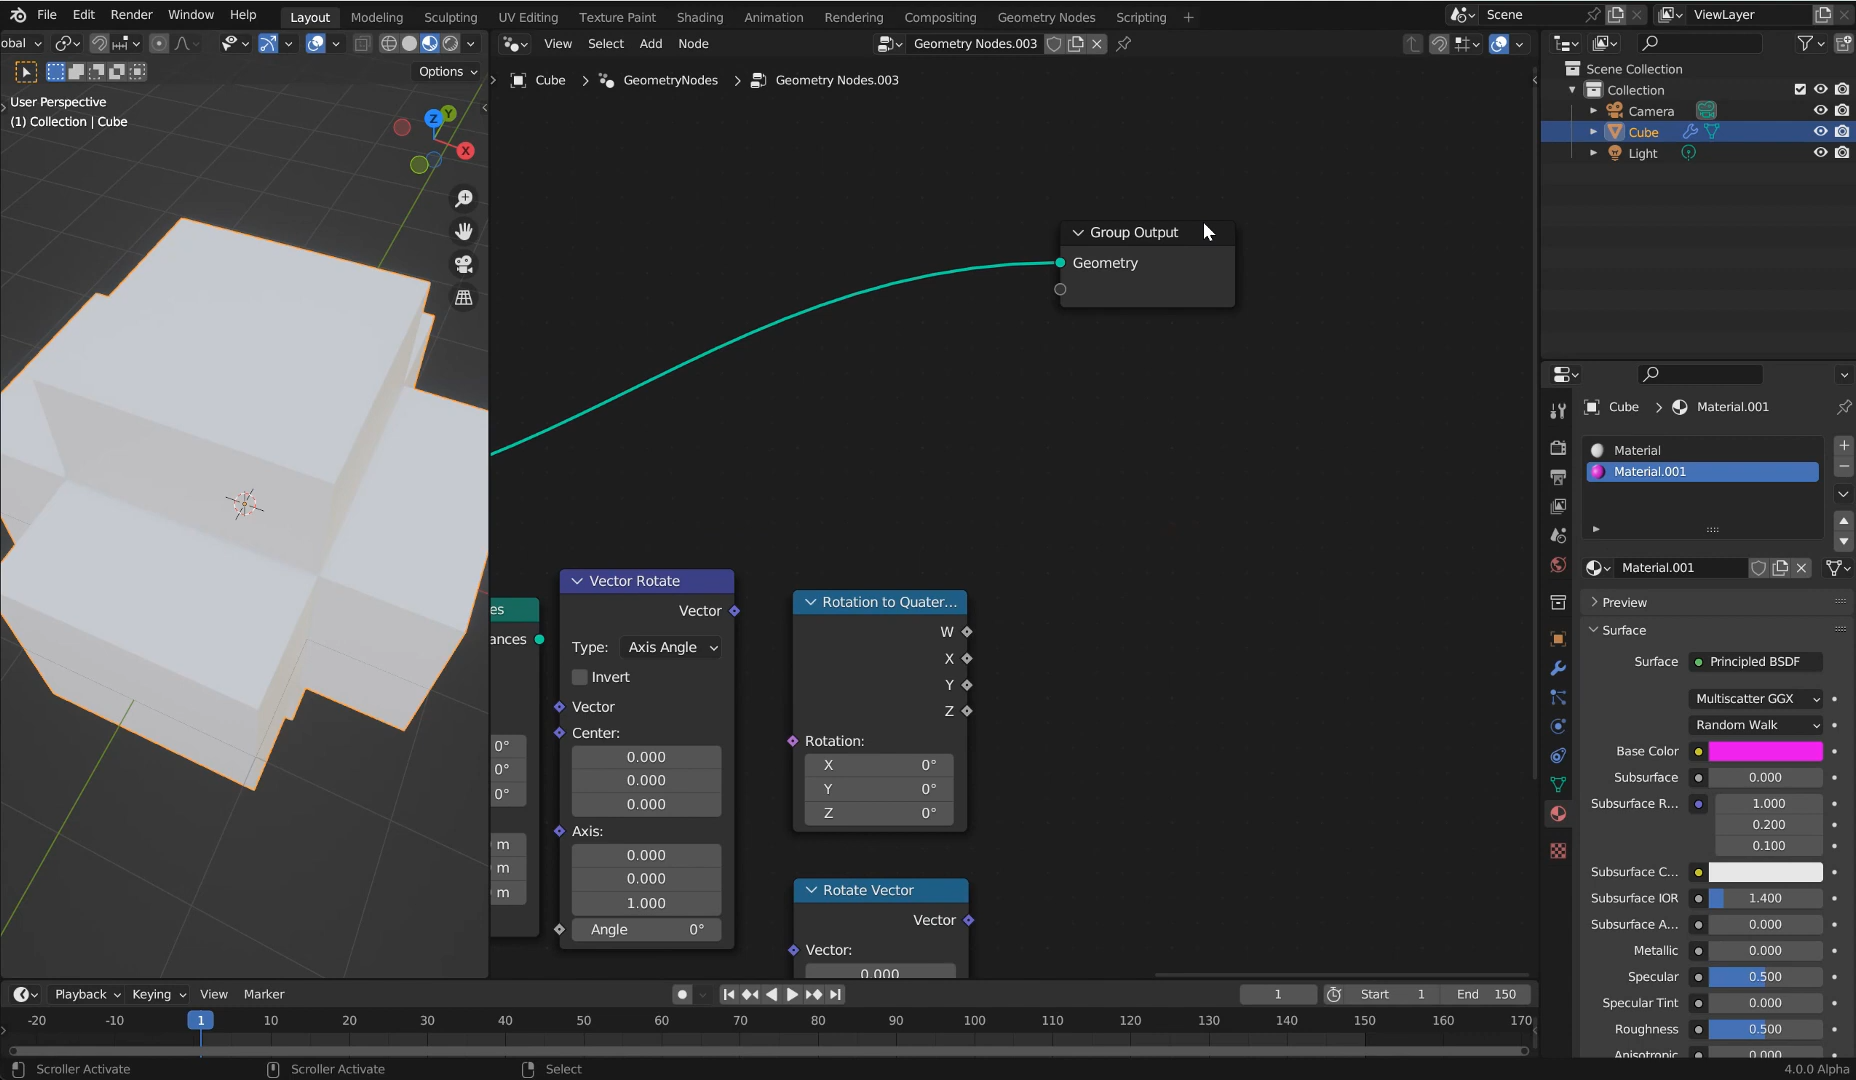 File Edit Render Window Help Layout Modeling Sculpting UV Editing Texture Paint Shading Animation Rendering Compositing Geometry Nodes Scripting + Scene ViewLayer
obal View Select Add Node Geometry Nodes.003
Options
Cube > GeometryNodes > Geometry Nodes.003
User Perspective
(1) Collection | Cube
Z
Y
X
Group Output
Geometry
es
ances
0°
0°
0°
m
m
m
Vector Rotate
Vector
Type: Axis Angle
Invert
Vector
Center:
0.000
0.000
0.000
Axis:
0.000
0.000
1.000
Angle 0°
Rotation to Quater...
W
X
Y
Z
Rotation:
X 0°
Y 0°
Z 0°
Rotate Vector
Vector
Vector:
0.000
Scene Collection
Collection
Camera
Cube
Light
Cube > Material.001
Material
Material.001
Material.001
Preview
Surface
Surface Principled BSDF
Multiscatter GGX
Random Walk
Base Color
Subsurface 0.000
Subsurface R... 1.000
0.200
0.100
Subsurface C...
Subsurface IOR 1.400
Subsurface A... 0.000
Metallic 0.000
Specular 0.500
Specular Tint 0.000
Roughness 0.500
Anisotropic 0.000
Playback Keying View Marker 1 Start 1 End 150
-20 -10 1 10 20 30 40 50 60 70 80 90 100 110 120 130 140 150 160 170
Scroller Activate Scroller Activate Select 4.0.0 Alpha